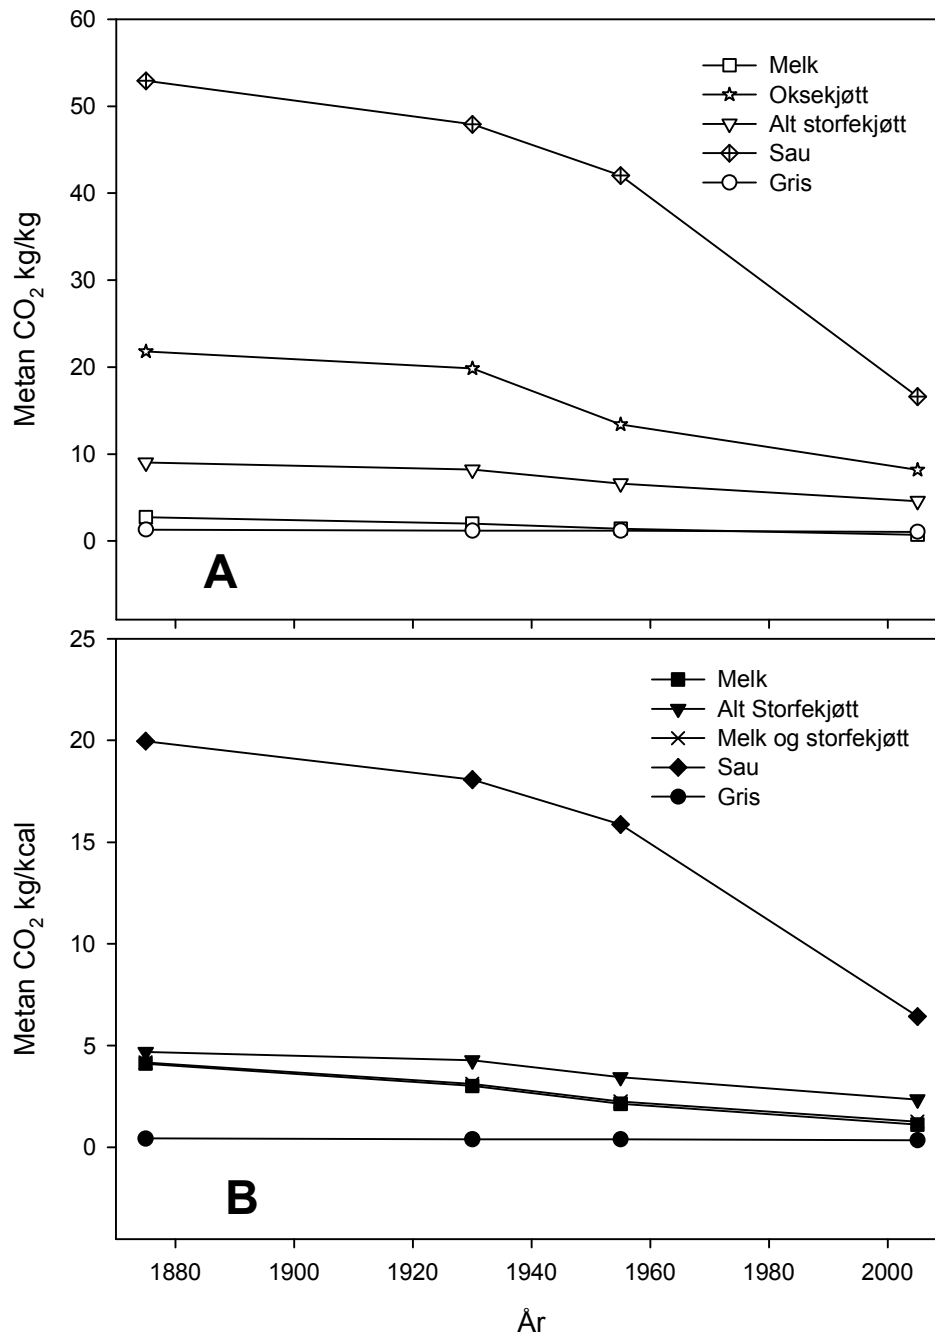 60
50
40
30
20
10
0
Metan CO₂ kg/kg
Melk
Oksekjøtt
Alt storfekjøtt
Sau
Gris
A
25
20
15
10
5
0
Metan CO₂ kg/kcal
Melk
Alt Storfekjøtt
Melk og storfekjøtt
Sau
Gris
B
1880 1900 1920 1940 1960 1980 2000
År